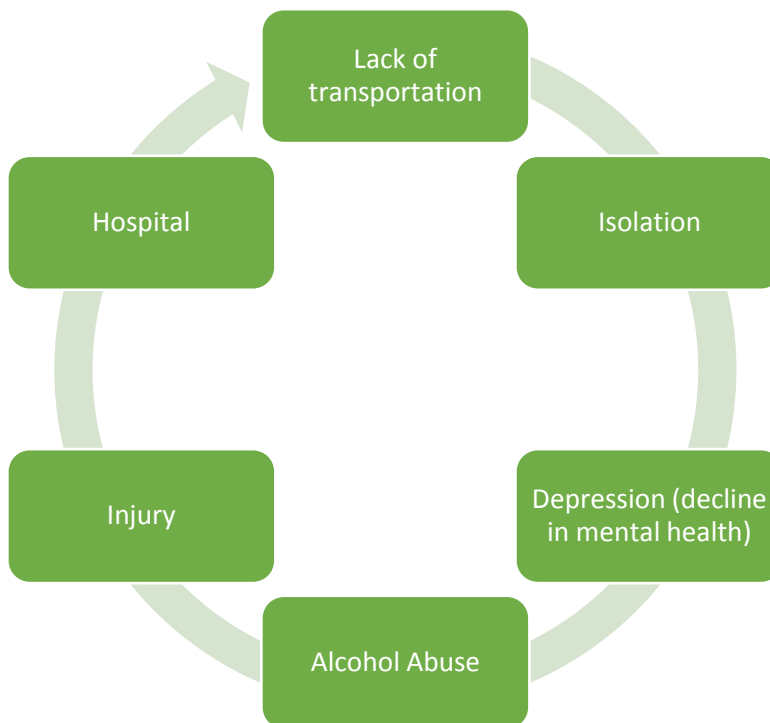 Lack of
transportation
Isolation
Depression (decline
in mental health)
Alcohol Abuse
Injury
Hospital